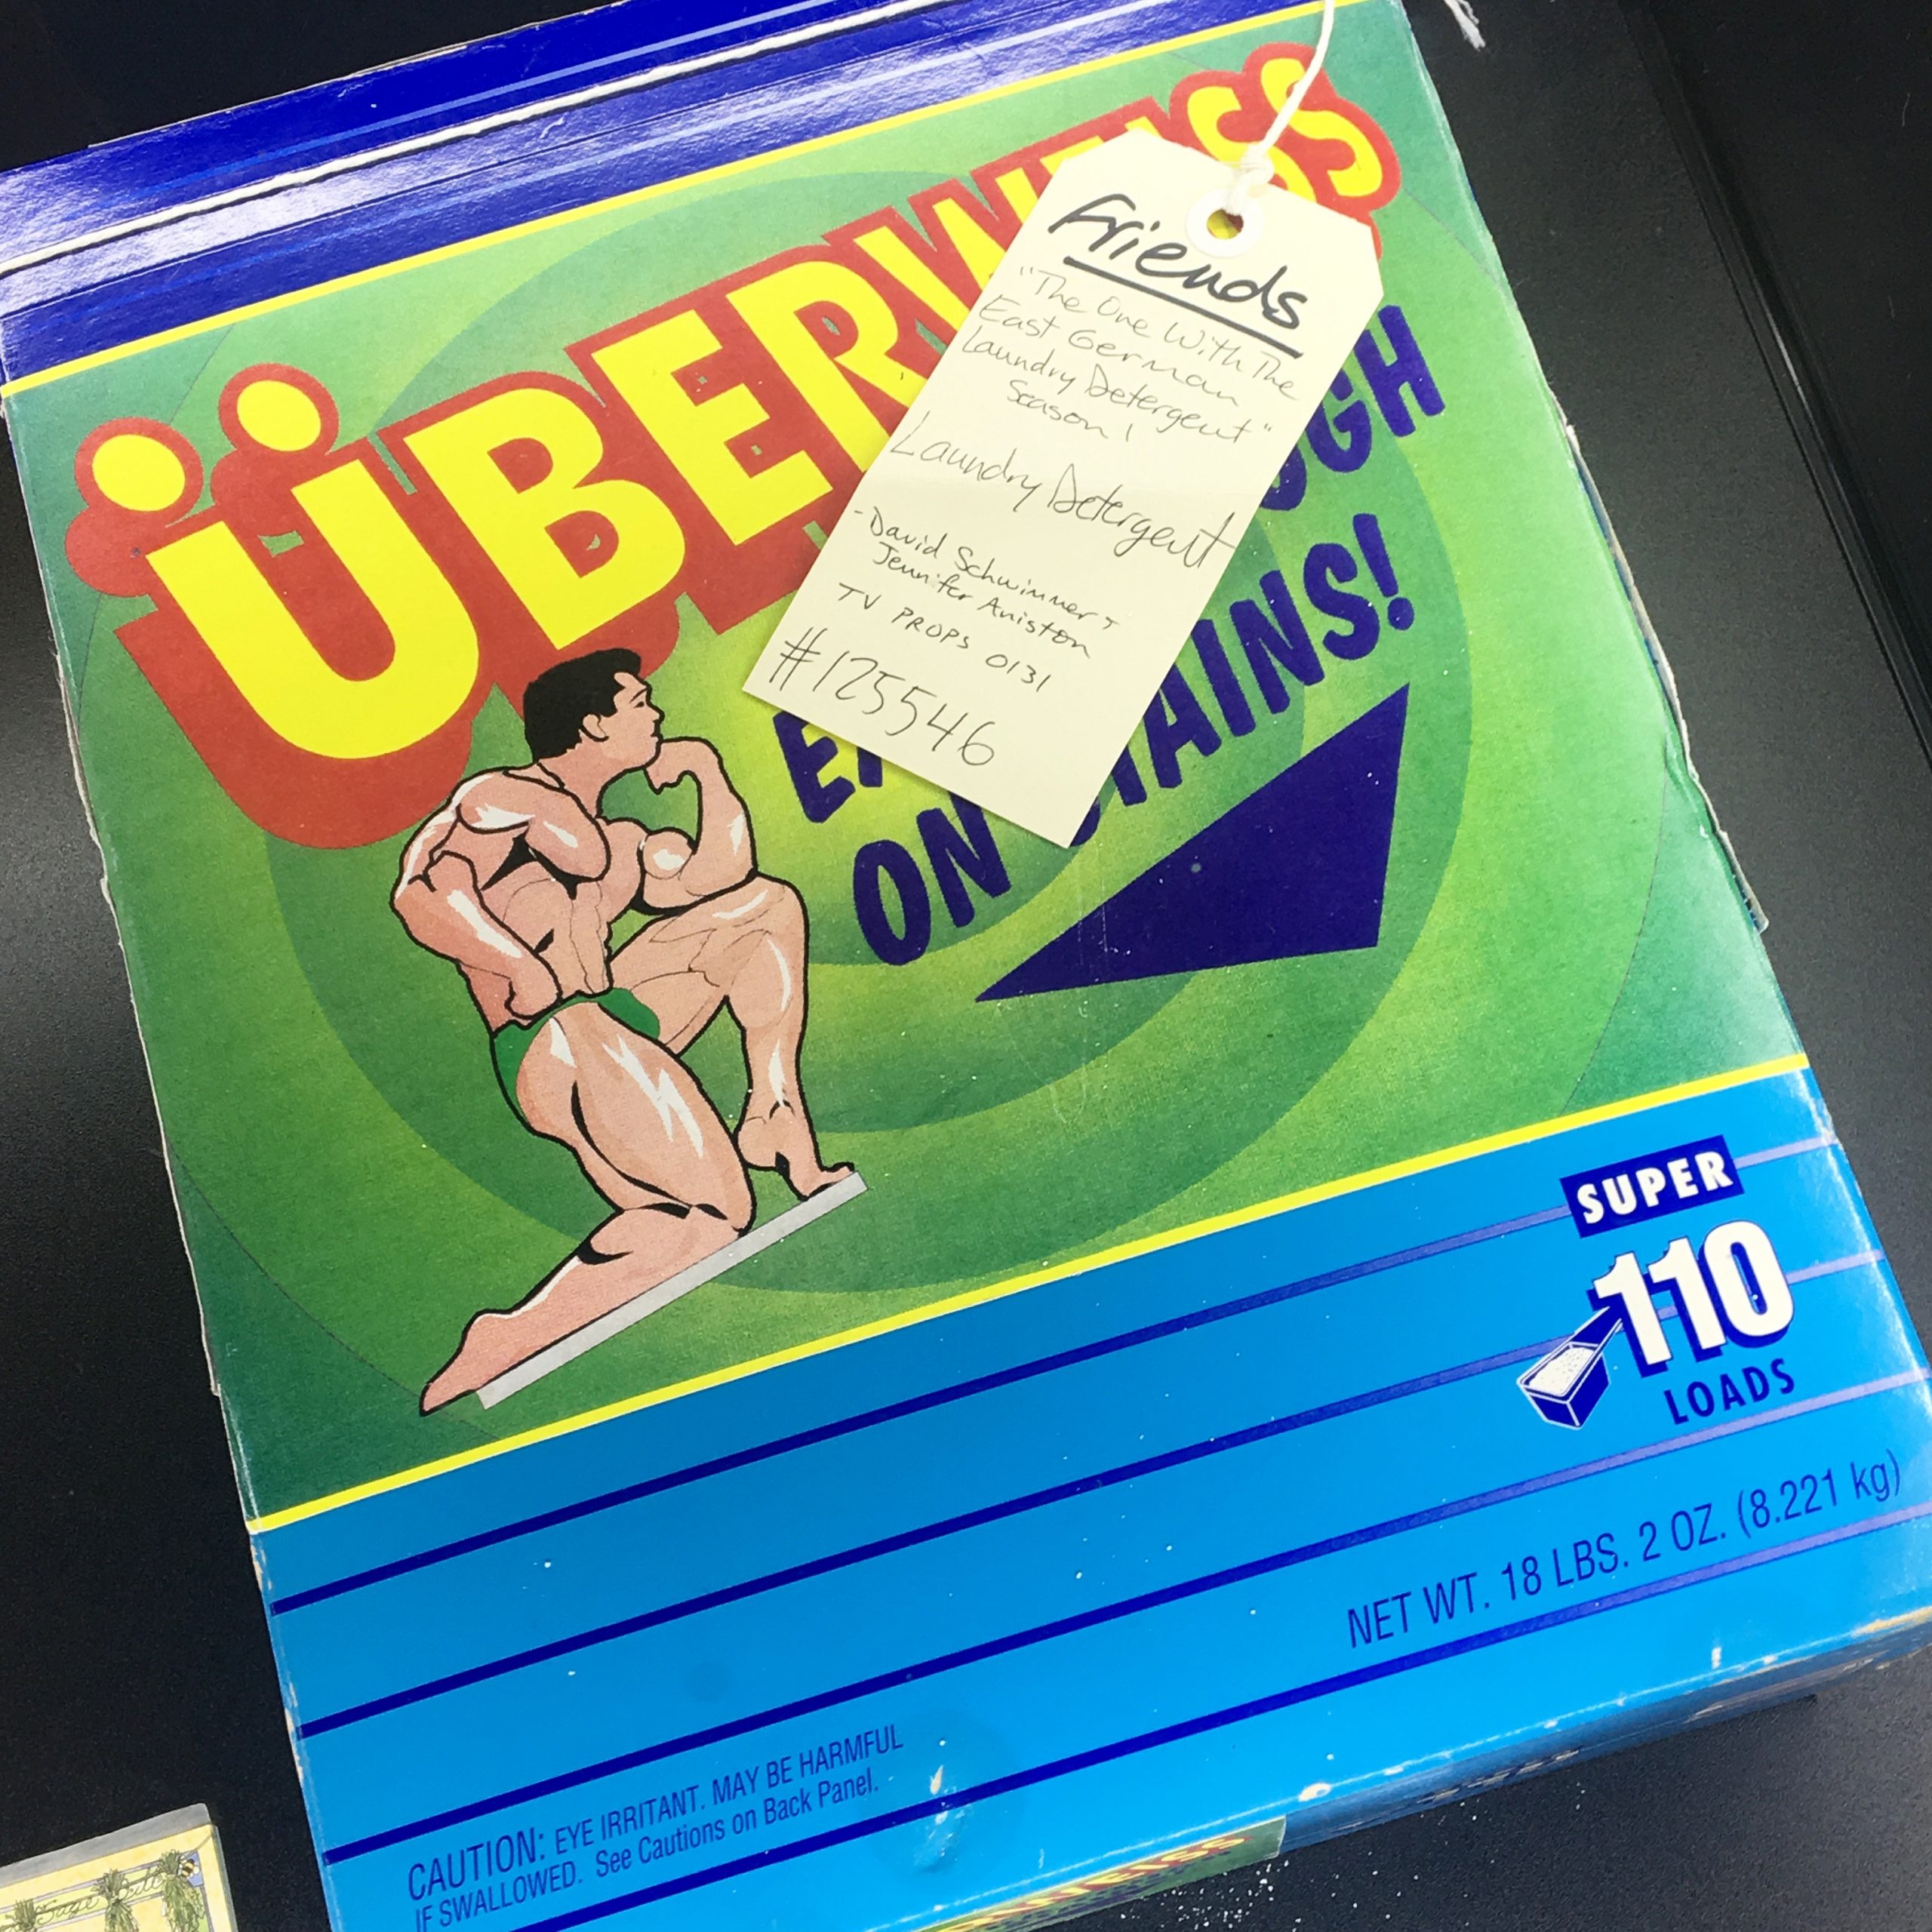 ÜBERWEISS
Friends
"The One With The
East German
Laundry Detergent"
Season 1
Laundry Detergent
- David Schwimmer +
Jennifer Aniston
TV PROPS 0131
#125546
ON STAINS!
SUPER
110
LOADS
NET WT. 18 LBS. 2 OZ. (8.221 kg)
CAUTION: EYE IRRITANT. MAY BE HARMFUL
IF SWALLOWED. See Cautions on Back Panel.